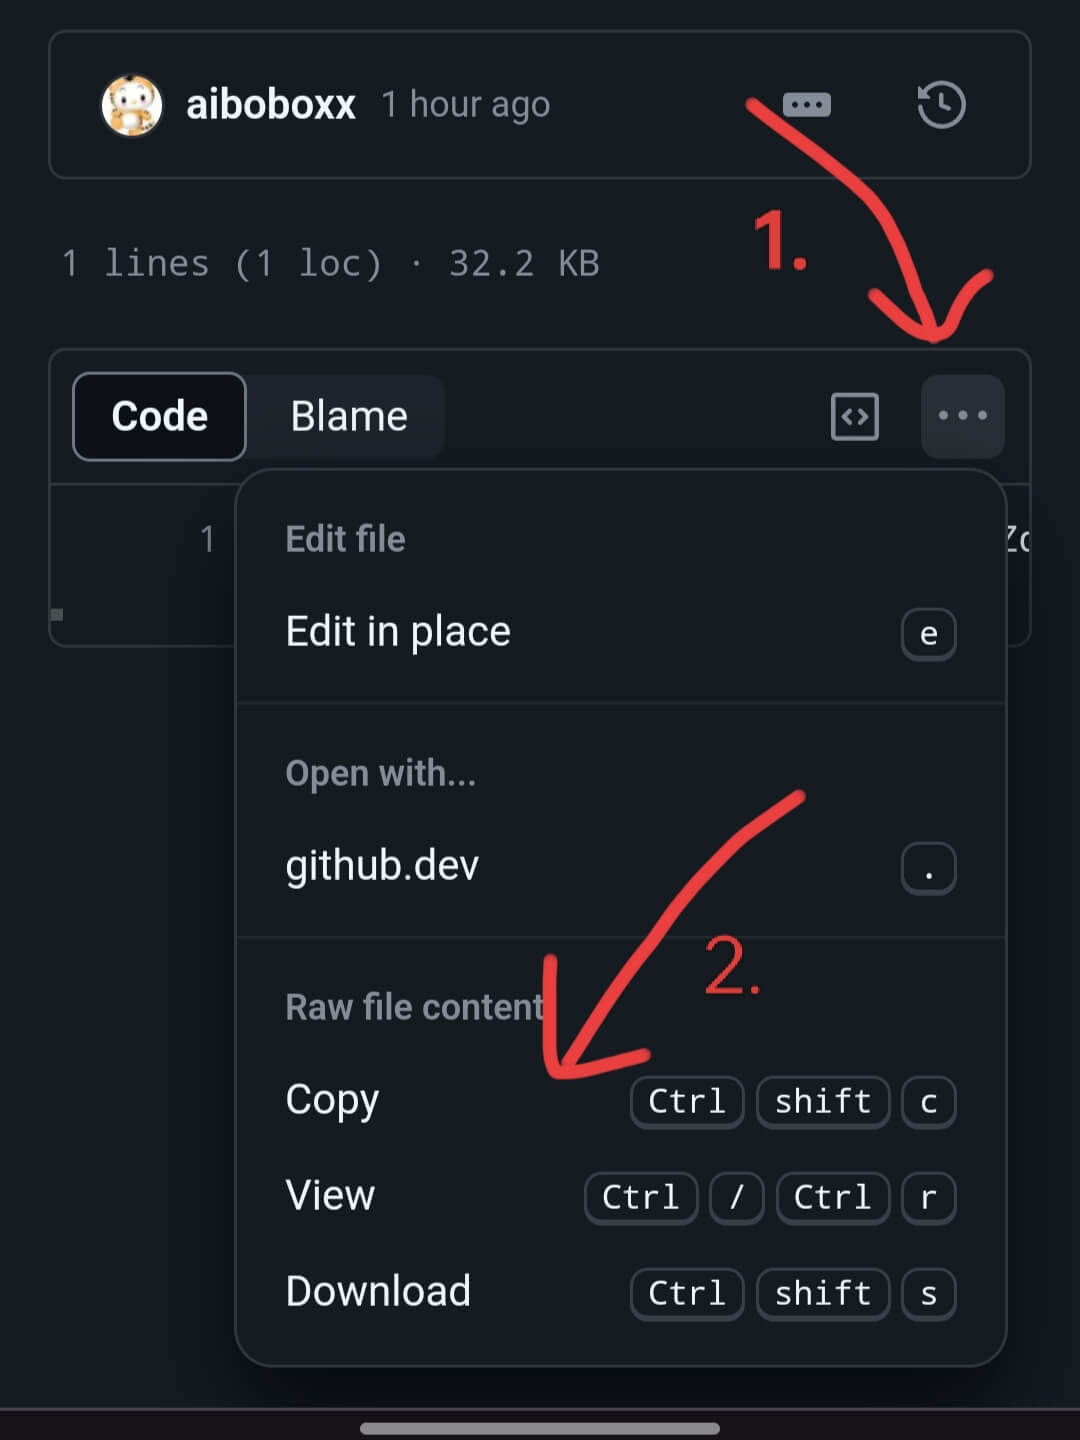 aiboboxx 1 hour ago
1.
1 lines (1 loc) · 32.2 KB
Code Blame
1
Edit file
Edit in place e
Open with...
github.dev .
2.
Raw file content
Copy Ctrl shift c
View Ctrl / Ctrl r
Download Ctrl shift s